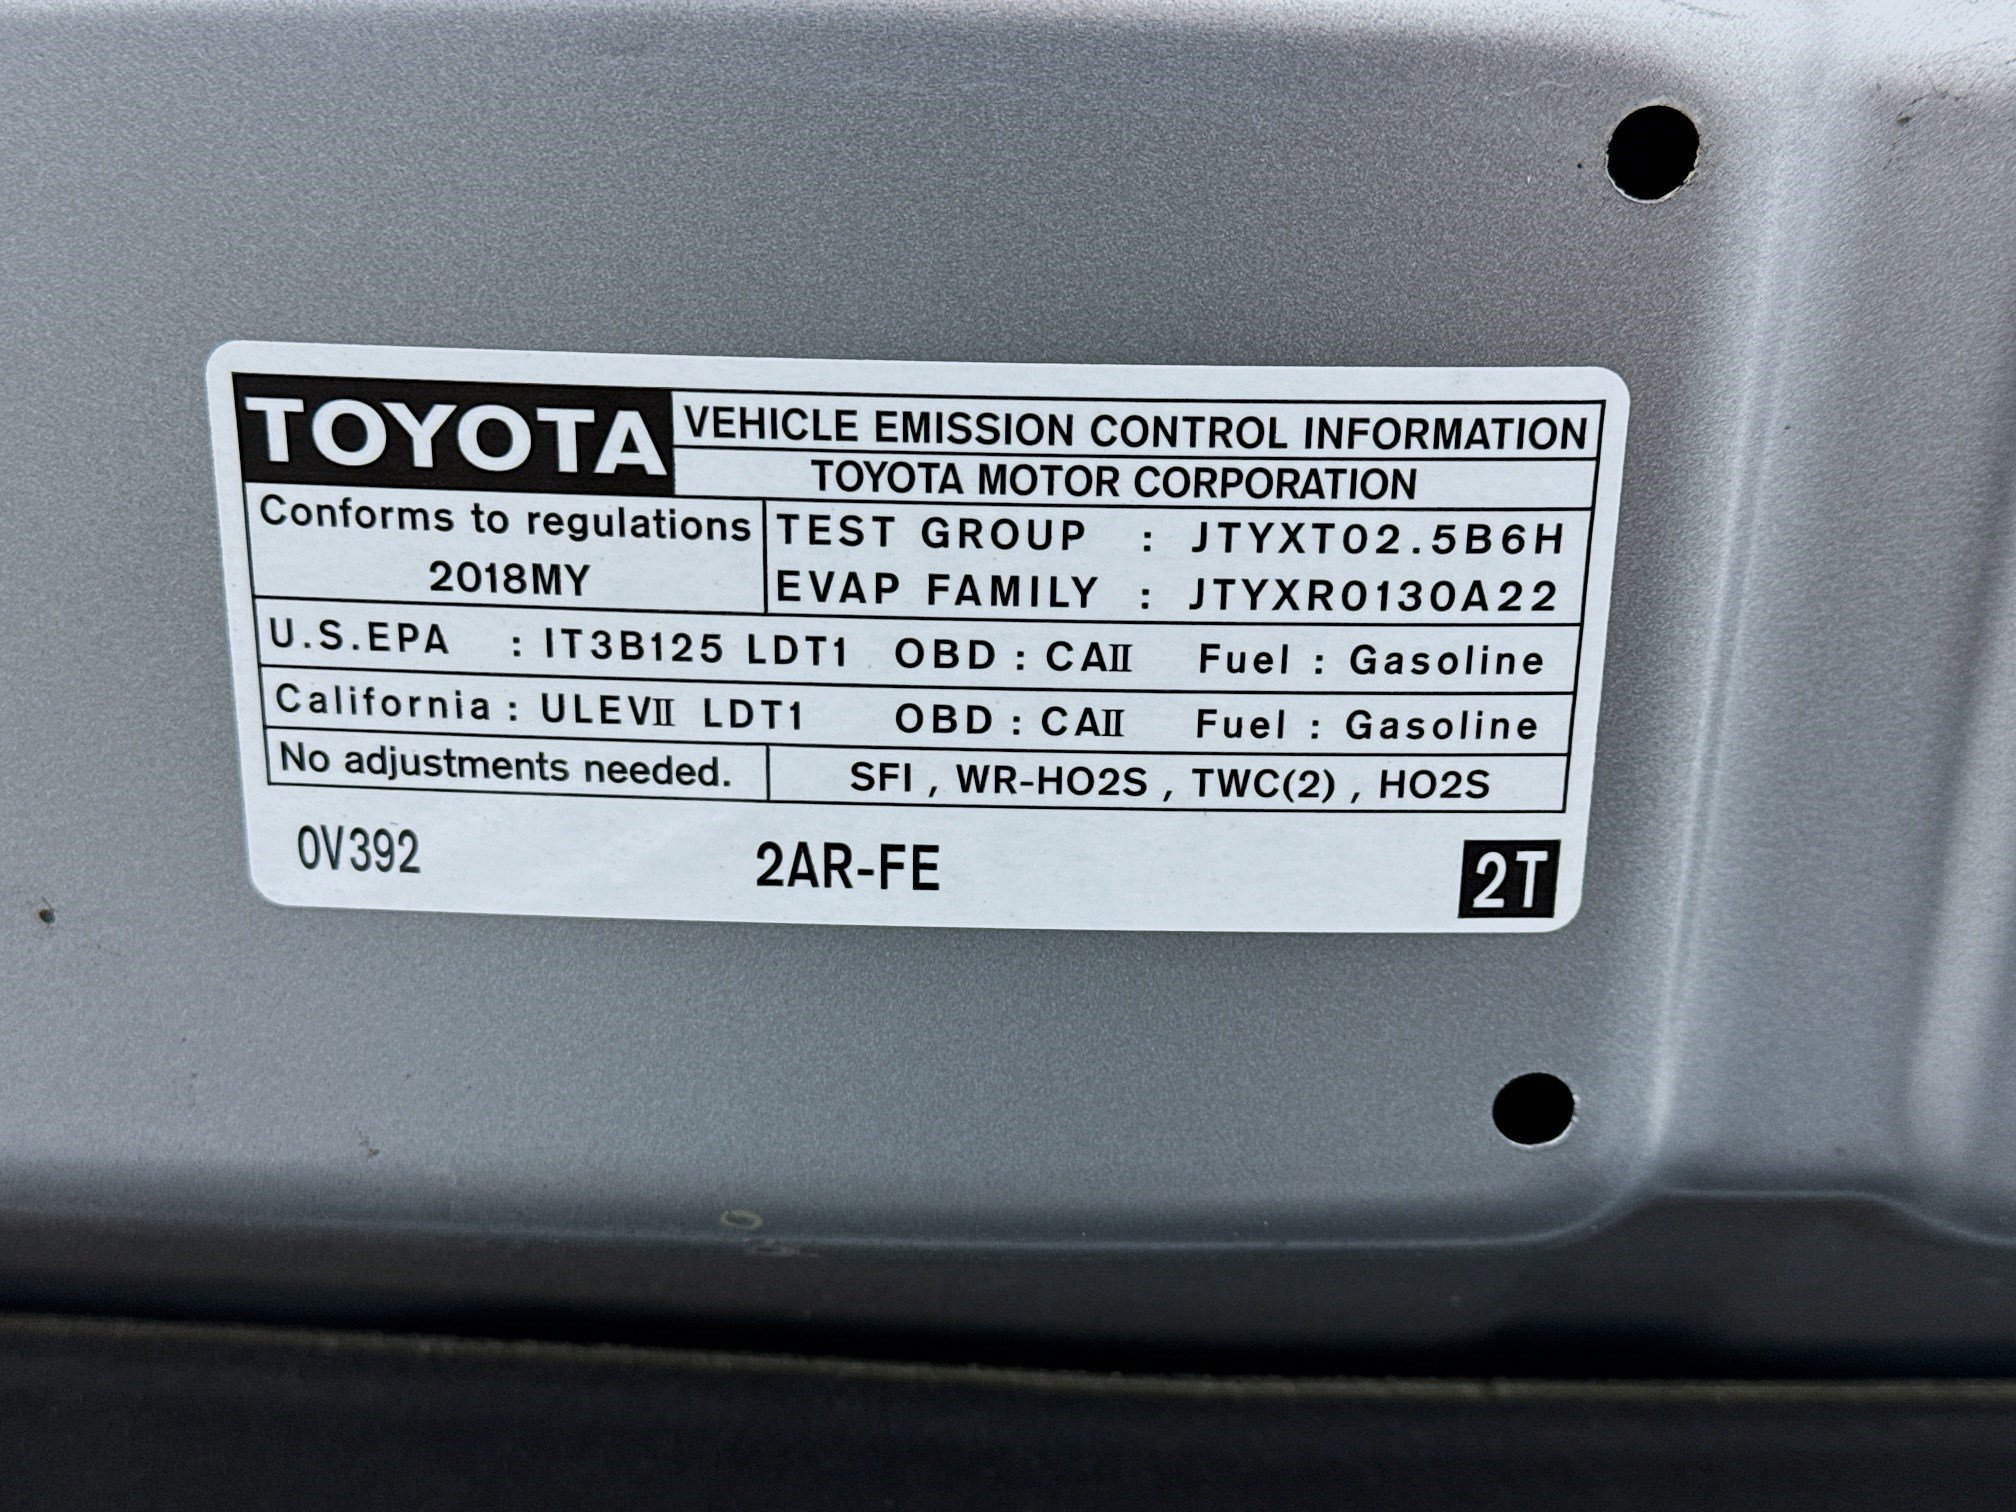 TOYOTA VEHICLE EMISSION CONTROL INFORMATION
TOYOTA MOTOR CORPORATION
Conforms to regulations
2018MY
TEST GROUP : JTYXT02.5B6H
EVAP FAMILY : JTYXR0130A22
U.S.EPA : IT3B125 LDT1 OBD : CAⅡ Fuel : Gasoline
California : ULEVⅡ LDT1 OBD : CAⅡ Fuel : Gasoline
No adjustments needed. SFI , WR-HO2S , TWC(2) , HO2S
0V392 2AR-FE 2T